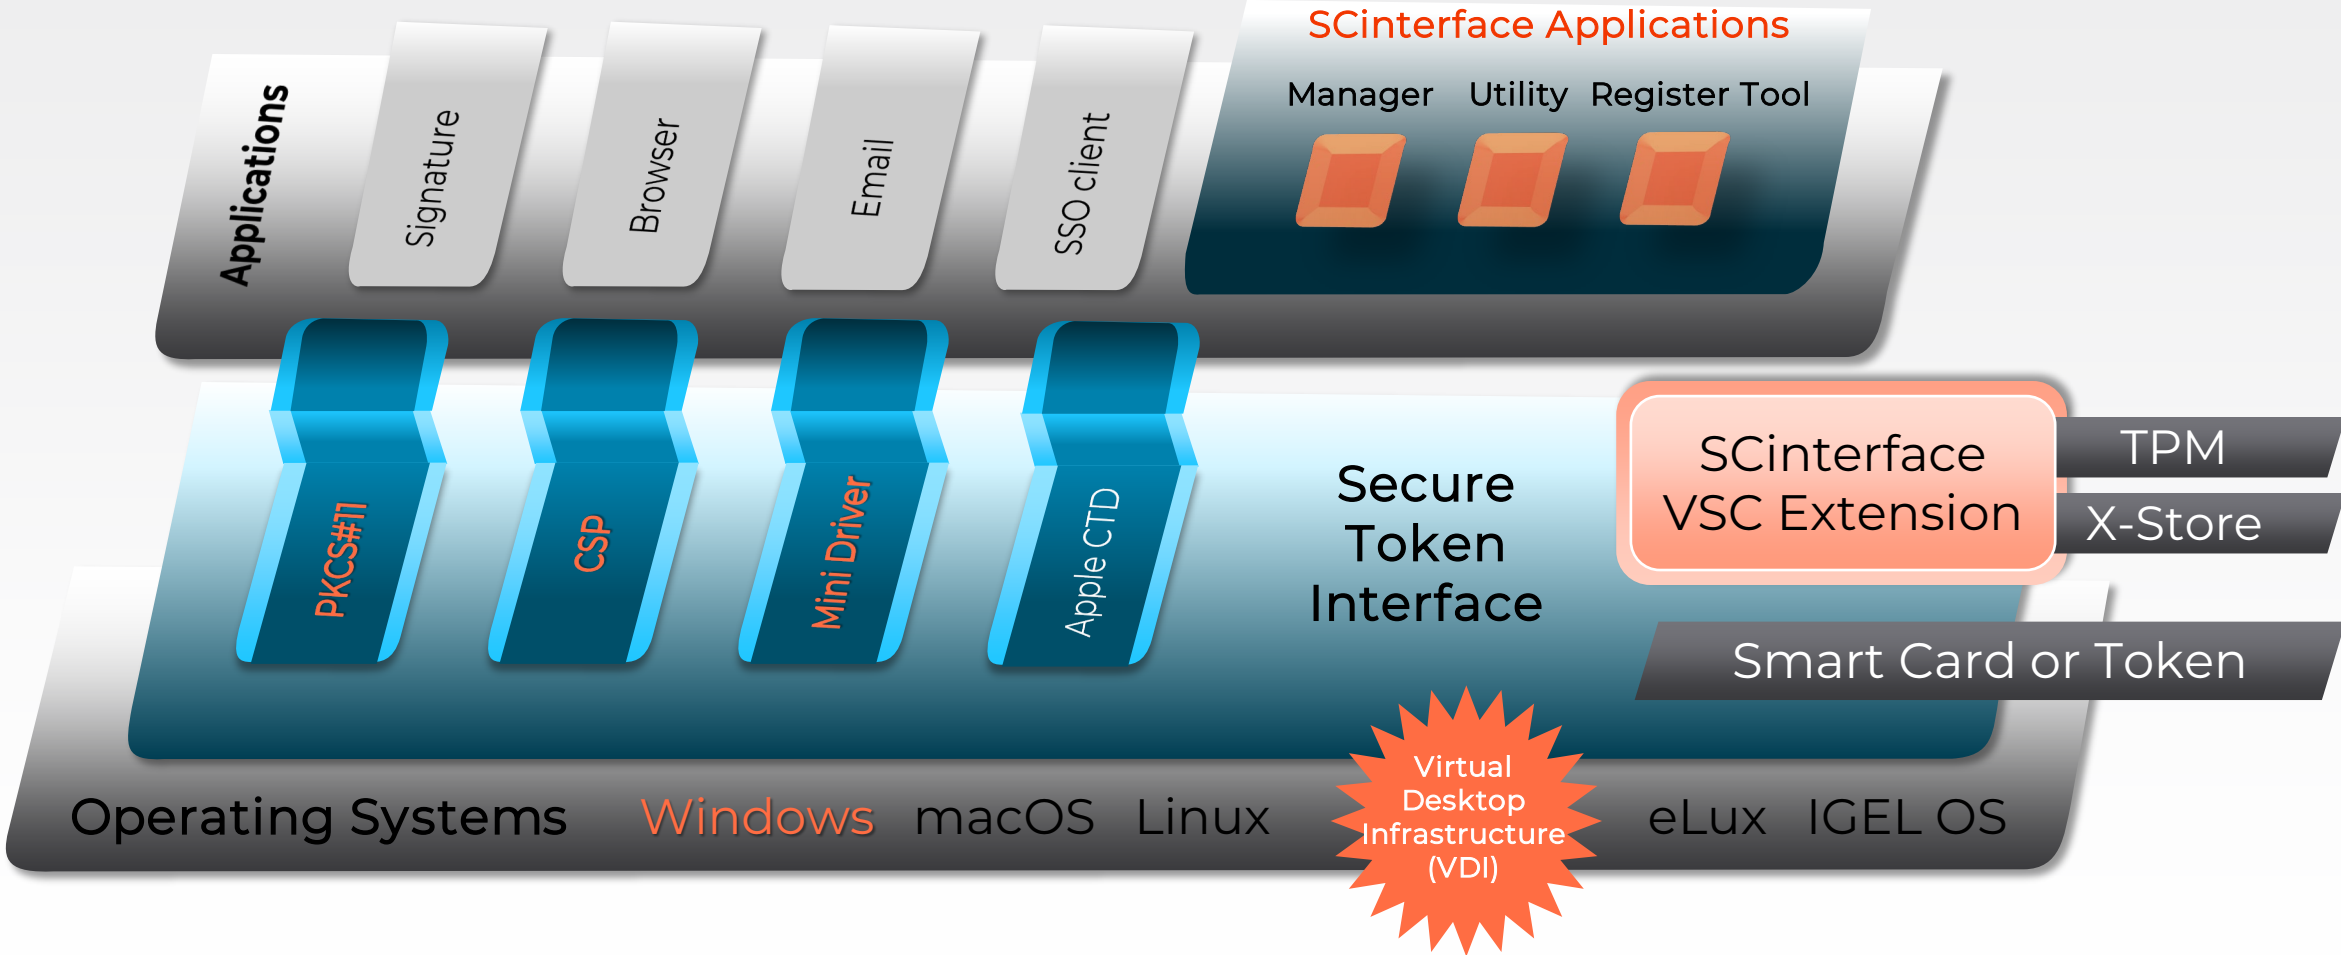 SCinterface Applications
Manager Utility Register Tool
Applications
Signature
Browser
Email
SSO client
PKCS#11
CSP
Mini Driver
Apple CTD
Secure
Token
Interface
SCinterface
VSC Extension
TPM
X-Store
Smart Card or Token
Operating Systems Windows macOS Linux
Virtual
Desktop
Infrastructure
(VDI)
eLux IGEL OS